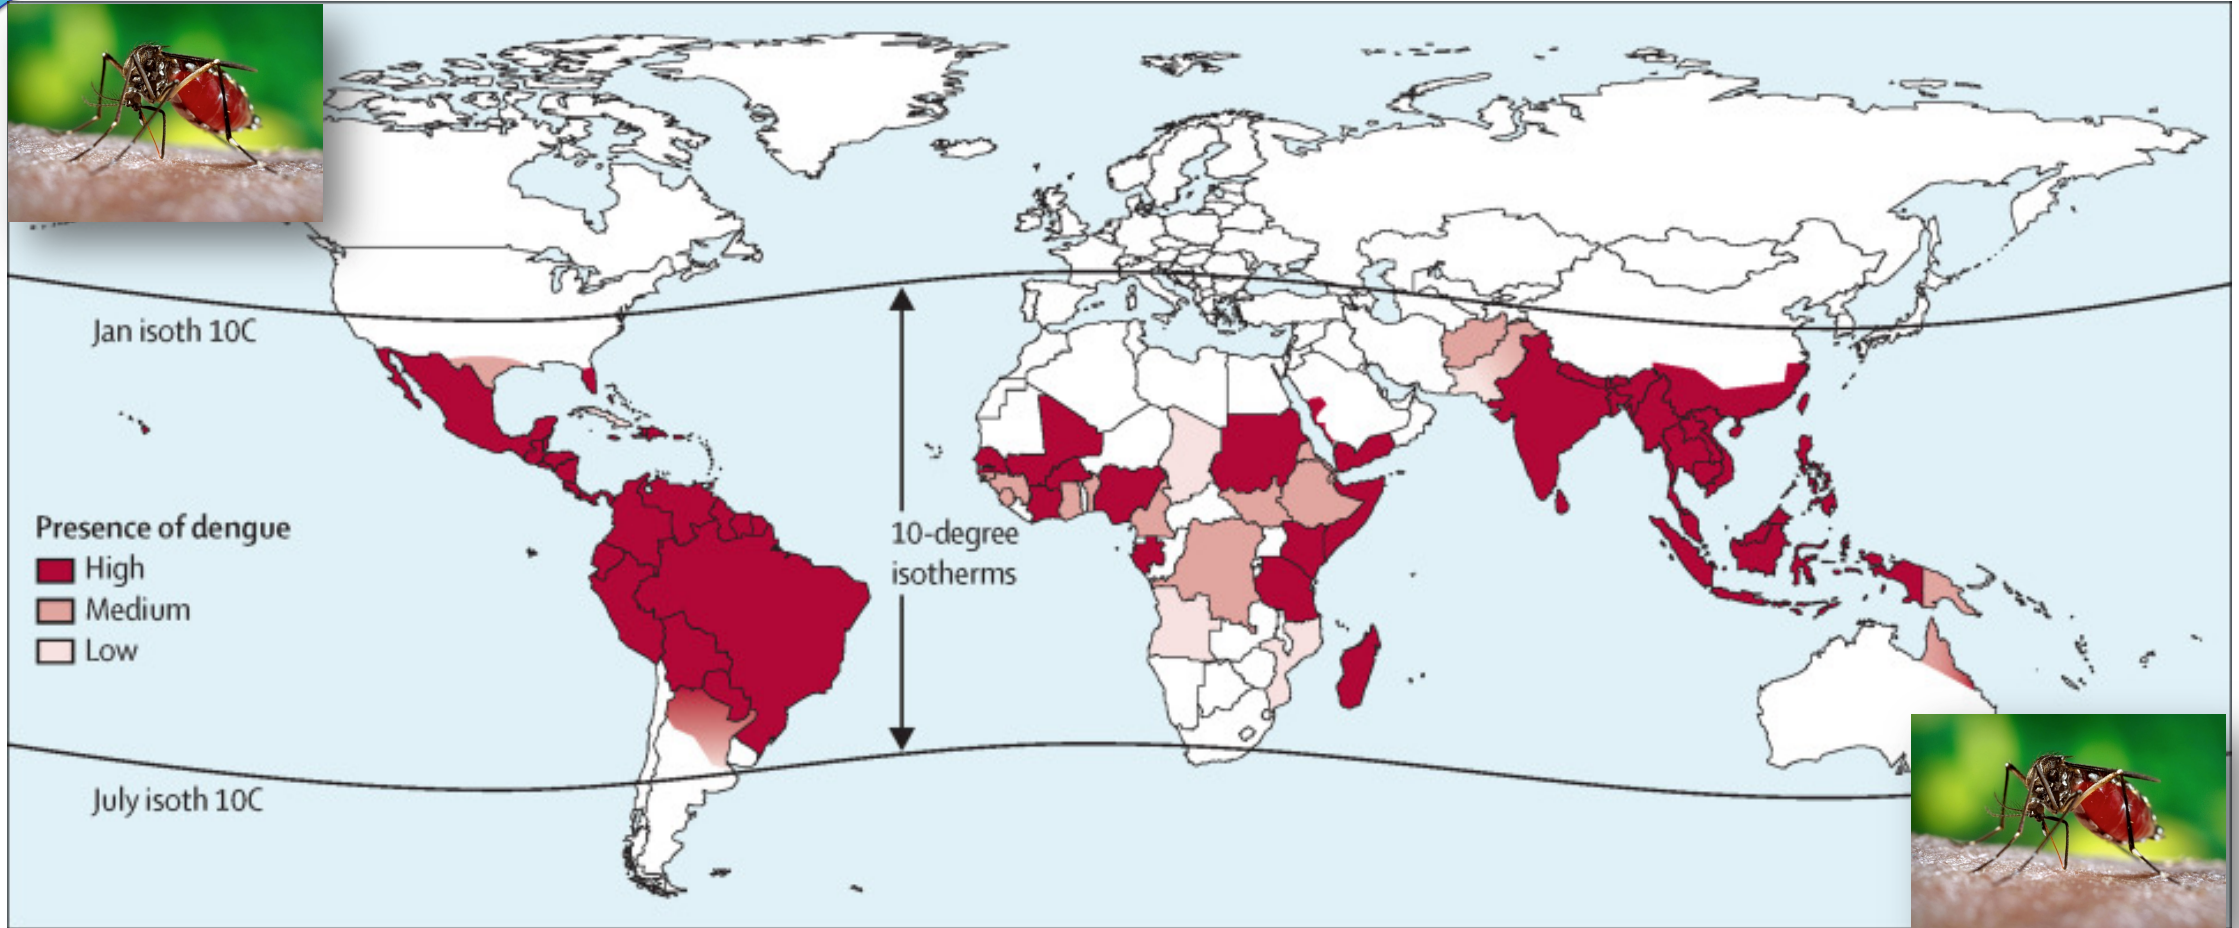 Jan isoth 10C
Presence of dengue
High
Medium
Low
10-degree
isotherms
July isoth 10C